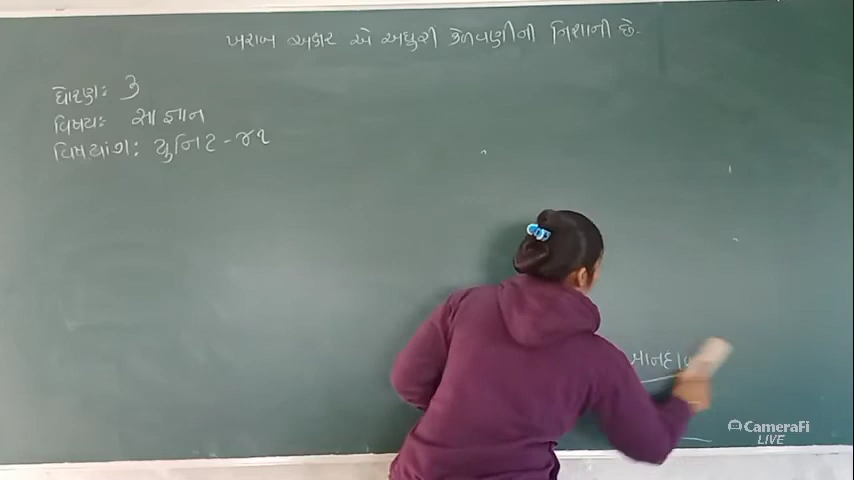 ખરાબ અક્ષર એ અધુરી કેળવણીની નિશાની છે.
ધોરણ: ૩
વિષય: સા જ્ઞાન
વિષયાંગ: યુનિટ-૪૧
CameraFi
LIVE